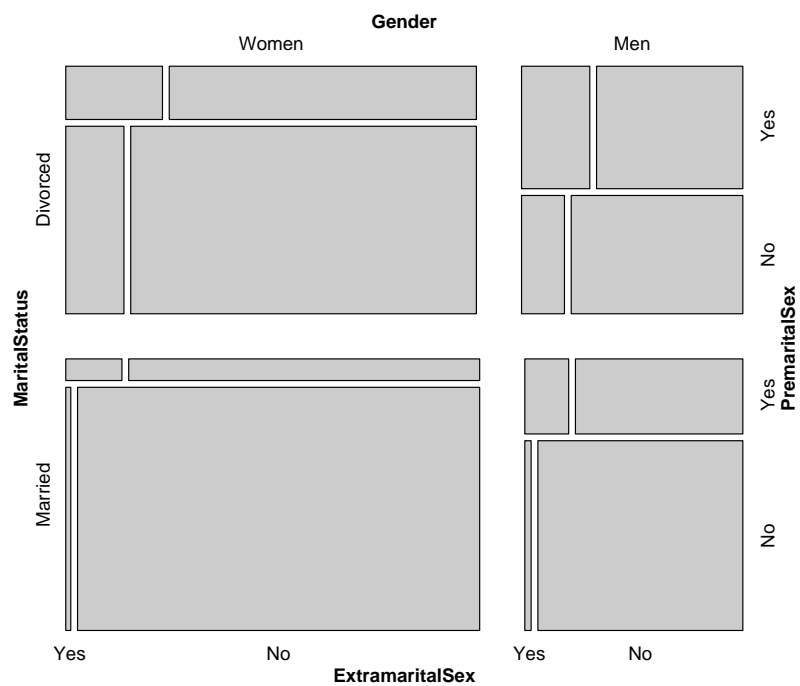 Gender
Women Men
Divorced
Married
MaritalStatus
Yes
No
Yes
No
PremaritalSex
Yes No Yes No
ExtramaritalSex